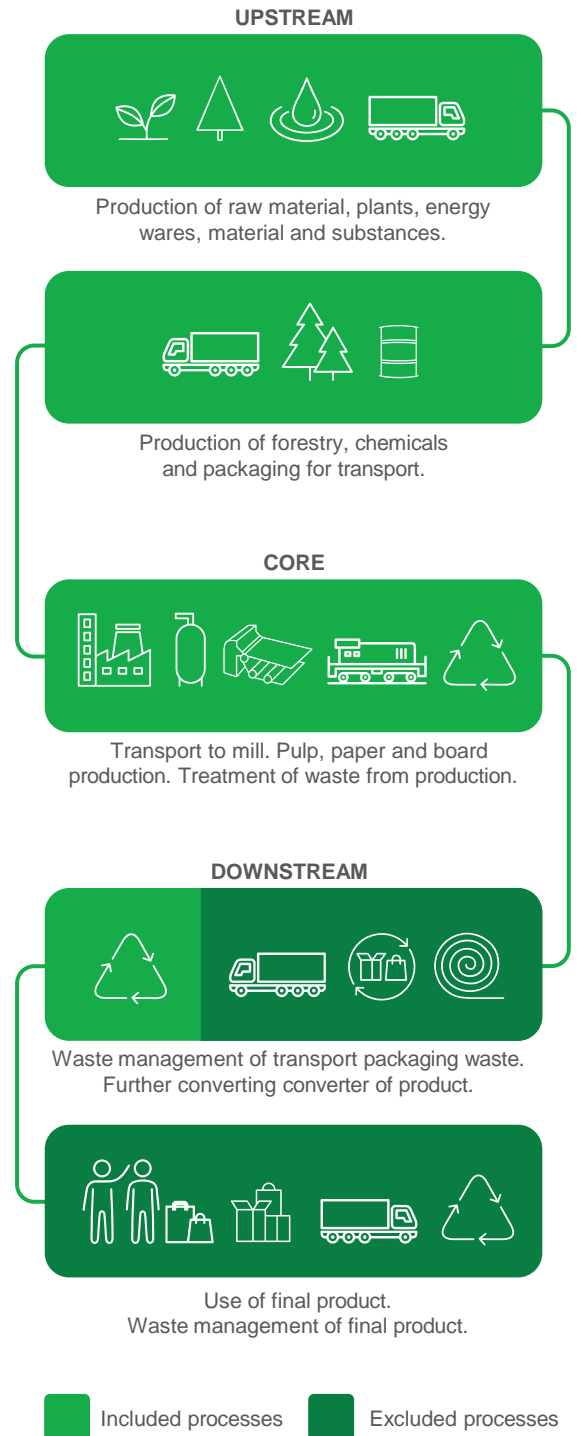 UPSTREAM
Production of raw material, plants, energy
wares, material and substances.
Production of forestry, chemicals
and packaging for transport.
CORE
Transport to mill. Pulp, paper and board
production. Treatment of waste from production.
DOWNSTREAM
Waste management of transport packaging waste.
Further converting converter of product.
Use of final product.
Waste management of final product.
Included processes
Excluded processes